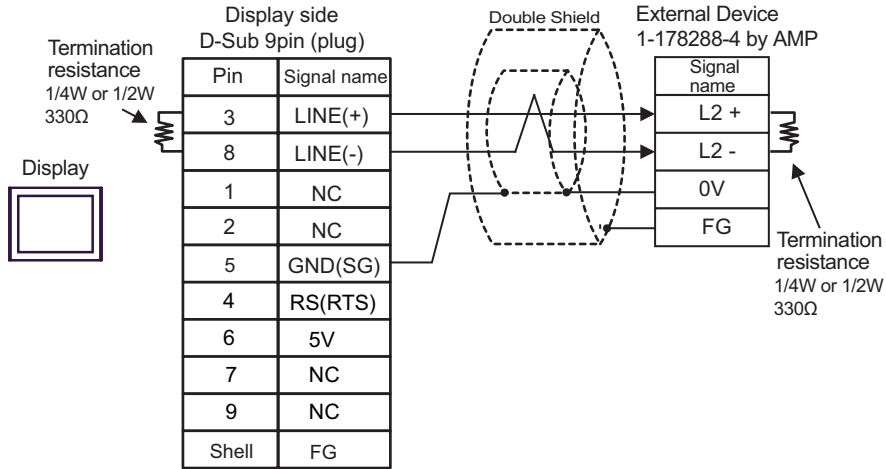 Display side
D-Sub 9pin (plug)
Double Shield
External Device
1-178288-4 by AMP
Termination
resistance
1/4W or 1/2W
330Ω
Display
Pin Signal name
3 LINE(+)
8 LINE(-)
1 NC
2 NC
5 GND(SG)
4 RS(RTS)
6 5V
7 NC
9 NC
Shell FG
Signal
name
L2 +
L2 -
0V
FG
Termination
resistance
1/4W or 1/2W
330Ω